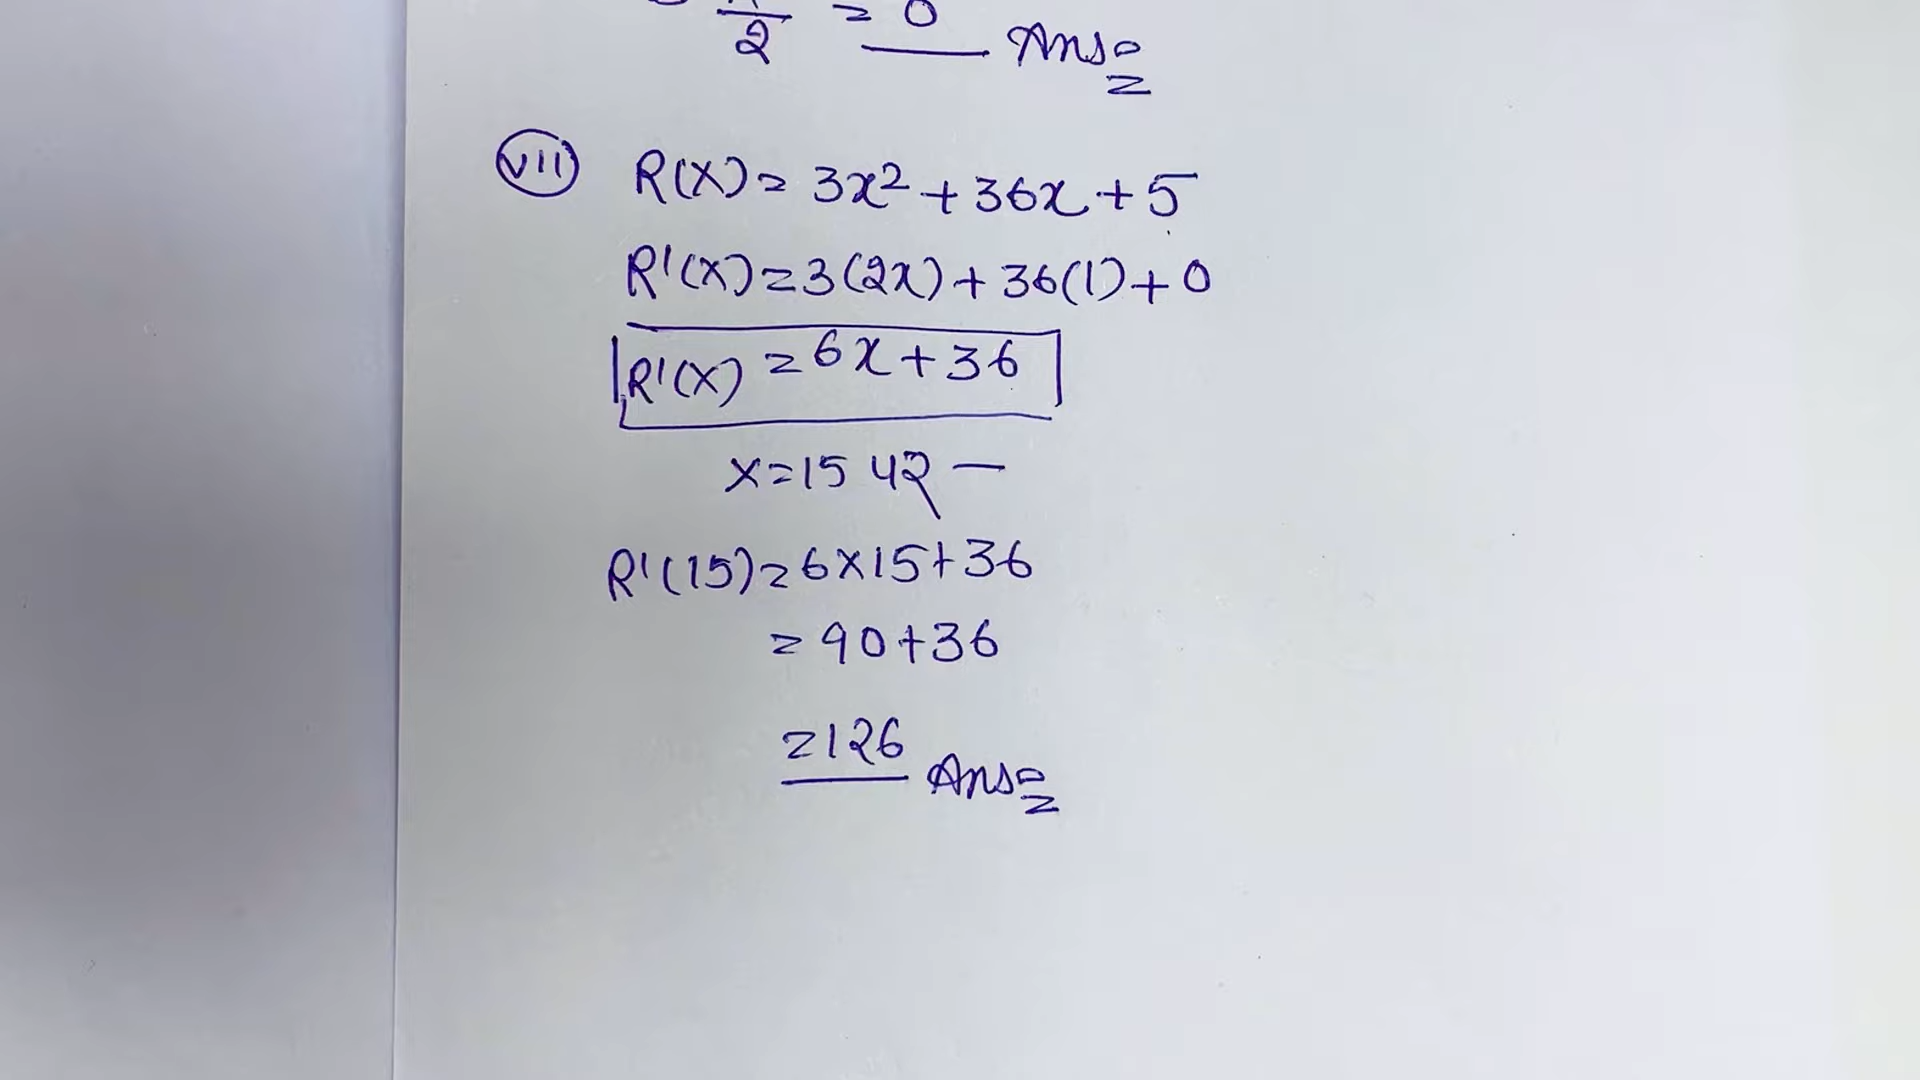 π/2 = 0 Ans=
(vii) R(x) = 3x² + 36x + 5
R'(x) = 3(2x) + 36(1) + 0
R'(x) = 6x + 36
x = 15 पर —
R'(15) = 6×15+36
= 90+36
= 126 Ans=